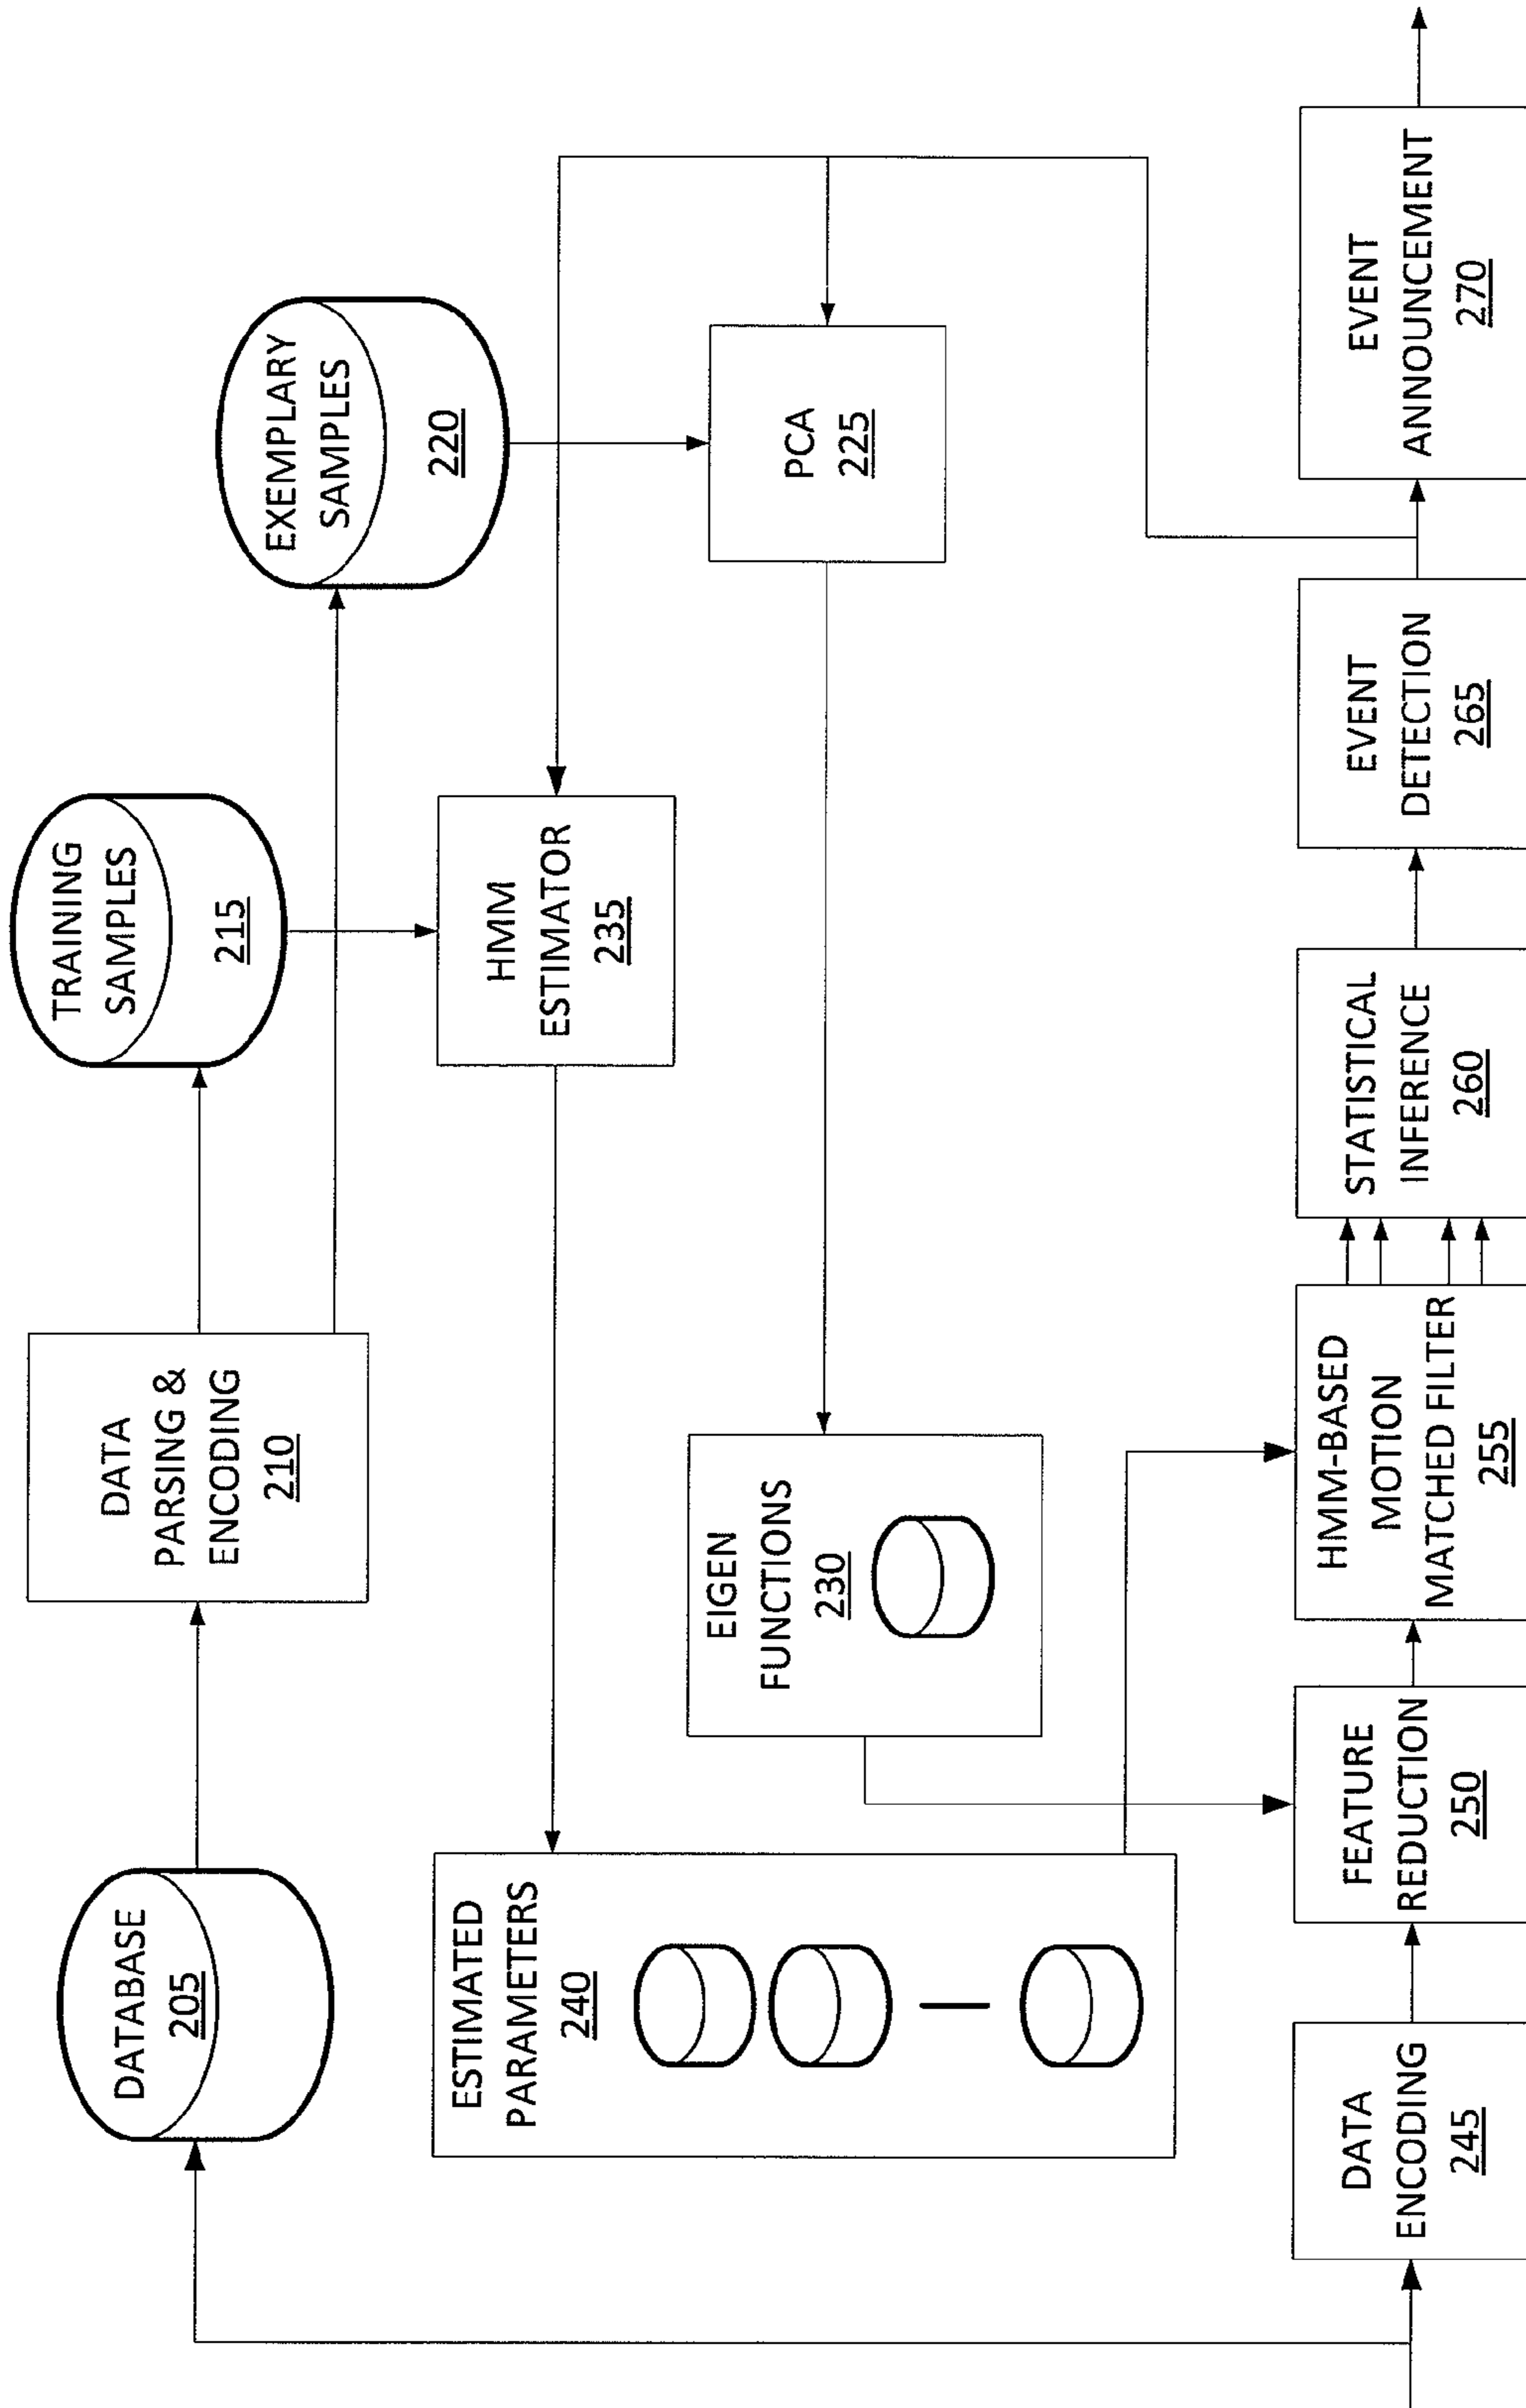 DATABASE
205
DATA
PARSING &
ENCODING
210
TRAINING
SAMPLES
215
EXEMPLARY
SAMPLES
220
ESTIMATED
PARAMETERS
240
HMM
ESTIMATOR
235
EIGEN
FUNCTIONS
230
PCA
225
DATA
ENCODING
245
FEATURE
REDUCTION
250
HMM-BASED
MOTION
MATCHED FILTER
255
STATISTICAL
INFERENCE
260
EVENT
DETECTION
265
EVENT
ANNOUNCEMENT
270